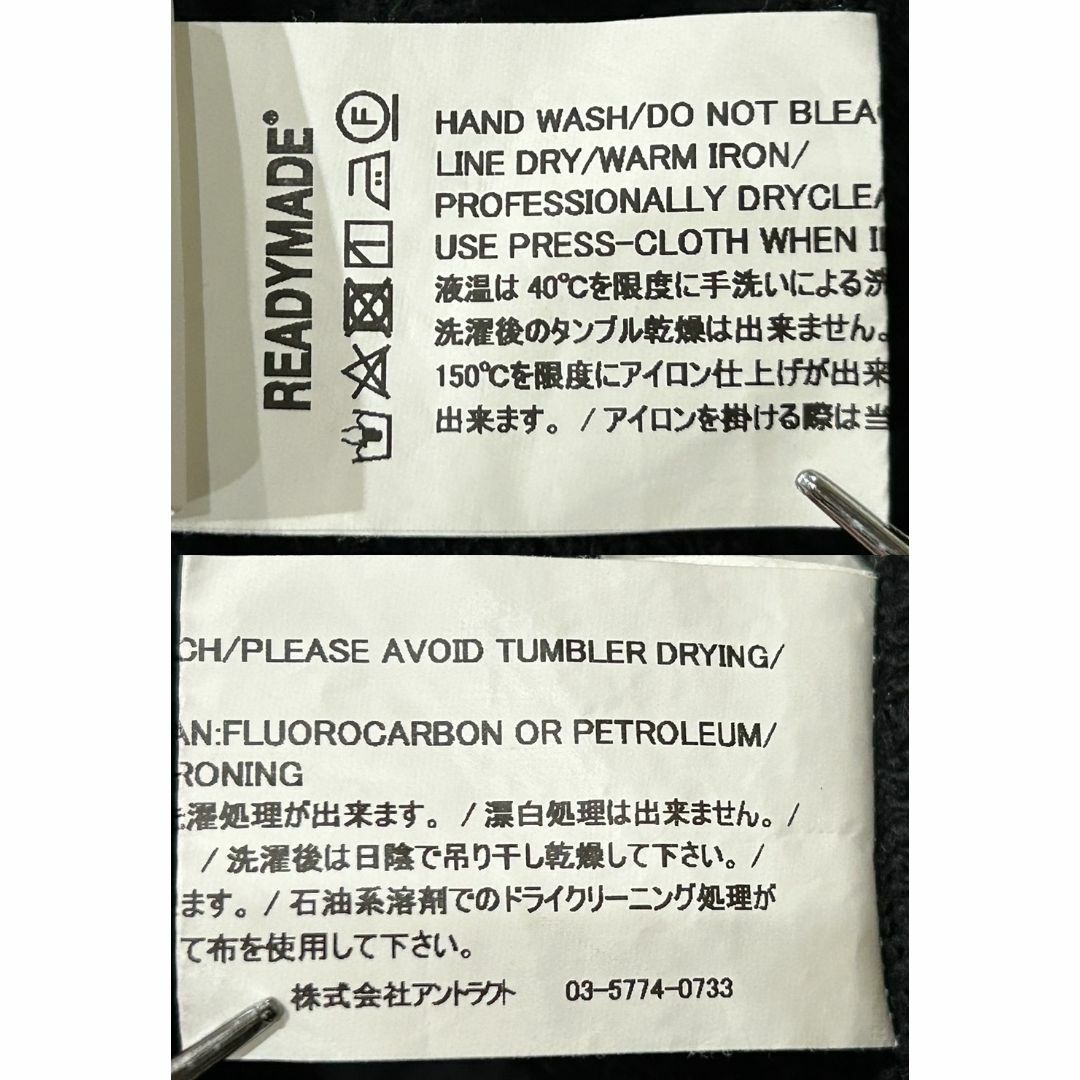 READYMADE®
F
HAND WASH/DO NOT BLEAC
LINE DRY/WARM IRON/
PROFESSIONALLY DRYCLEA
USE PRESS-CLOTH WHEN I
液温は40℃を限度に手洗いによる洗
洗濯後のタンブル乾燥は出来ません。
150℃を限度にアイロン仕上げが出来
出来ます。/アイロンを掛ける際は当
CH/PLEASE AVOID TUMBLER DRYING/
AN:FLUOROCARBON OR PETROLEUM/
RONING
濯処理が出来ます。/漂白処理は出来ません。/
/洗濯後は日陰で吊り干し乾燥して下さい。/
ます。/石油系溶剤でのドライクリーニング処理が
て布を使用して下さい。
株式会社アントラクト 03-5774-0733